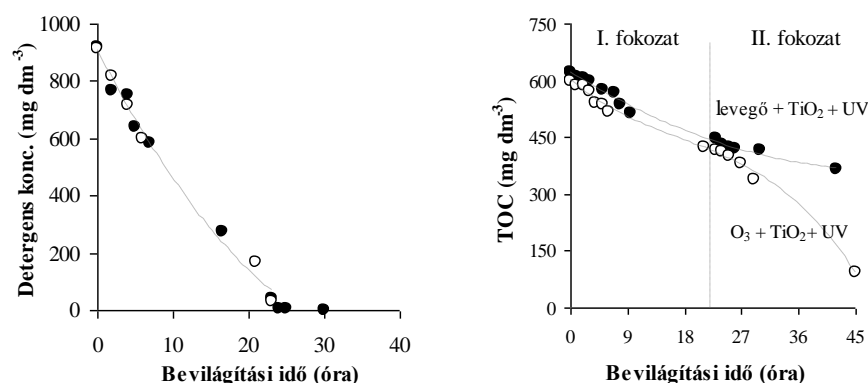 Detergens konc. (mg dm⁻³)
1000
800
600
400
200
0
0 10 20 30 40
Bevilágítási idő (óra)
TOC (mg dm⁻³)
750
600
450
300
150
0
I. fokozat II. fokozat
levegő + TiO₂ + UV
O₃ + TiO₂ + UV
0 9 18 27 36 45
Bevilágítási idő (óra)